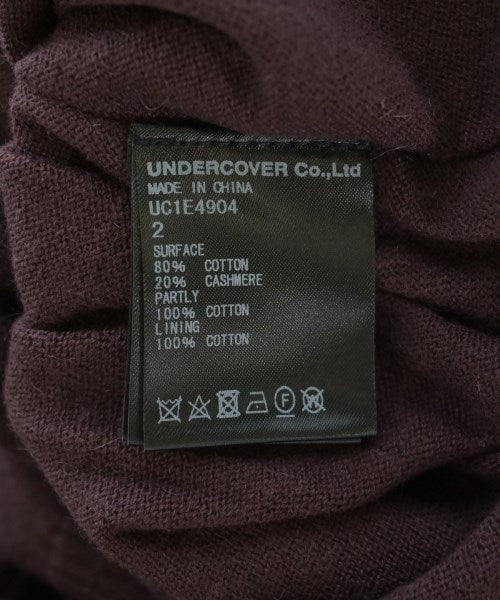 UNDERCOVER Co.,Ltd
MADE IN CHINA
UC1E4904
2
SURFACE
80% COTTON
20% CASHMERE
PARTLY
100% COTTON
LINING
100% COTTON
F W